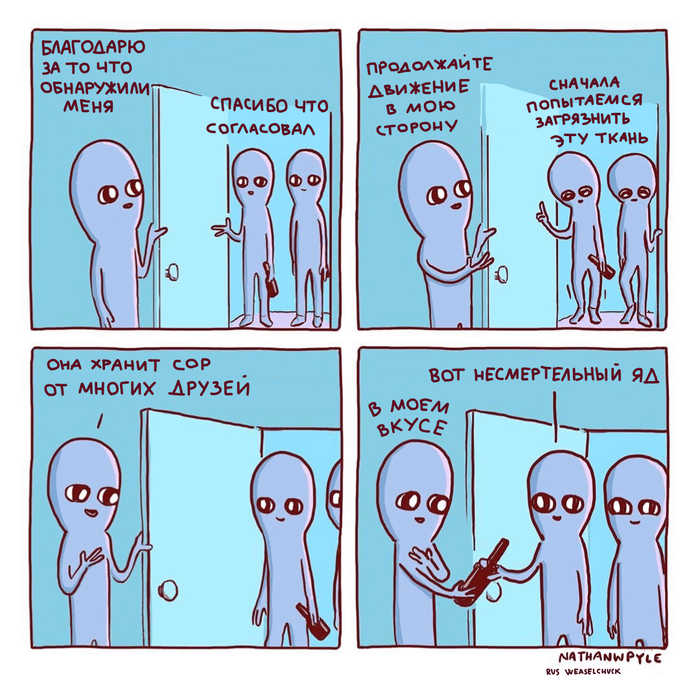 БЛАГОДАРЮ
ЗА ТО ЧТО
ОБНАРУЖИЛИ
МЕНЯ
СПАСИБО ЧТО
СОГЛАСОВАЛ
ПРОДОЛЖАЙТЕ
ДВИЖЕНИЕ
В МОЮ
СТОРОНУ
СНАЧАЛА
ПОПЫТАЕМСЯ
ЗАГРЯЗНИТЬ
ЭТУ ТКАНЬ
ОНА ХРАНИТ СОР
ОТ МНОГИХ ДРУЗЕЙ
ВОТ НЕСМЕРТЕЛЬНЫЙ ЯД
В МОЕМ
ВКУСЕ
NATHANWPYLE
RUS WEASELCHUCK